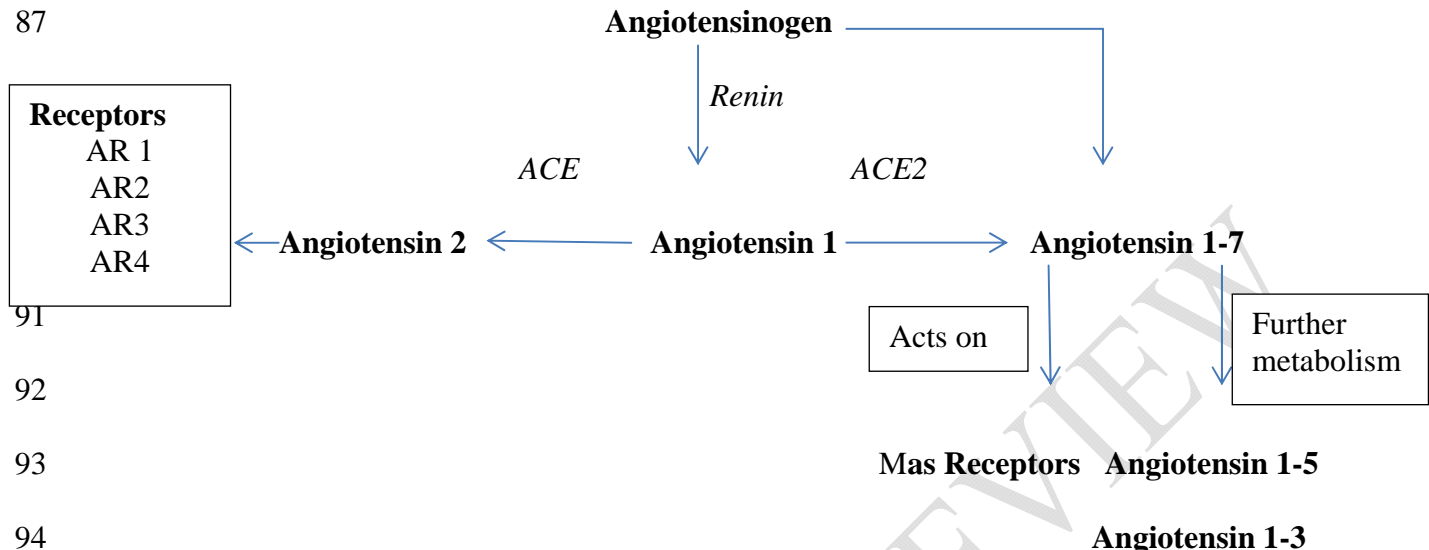 87
Angiotensinogen
Renin
Receptors
AR 1
AR2
AR3
AR4
ACE
ACE2
Angiotensin 2
Angiotensin 1
Angiotensin 1-7
91
Acts on
Further
metabolism
92
93
Mas Receptors Angiotensin 1-5
94
Angiotensin 1-3